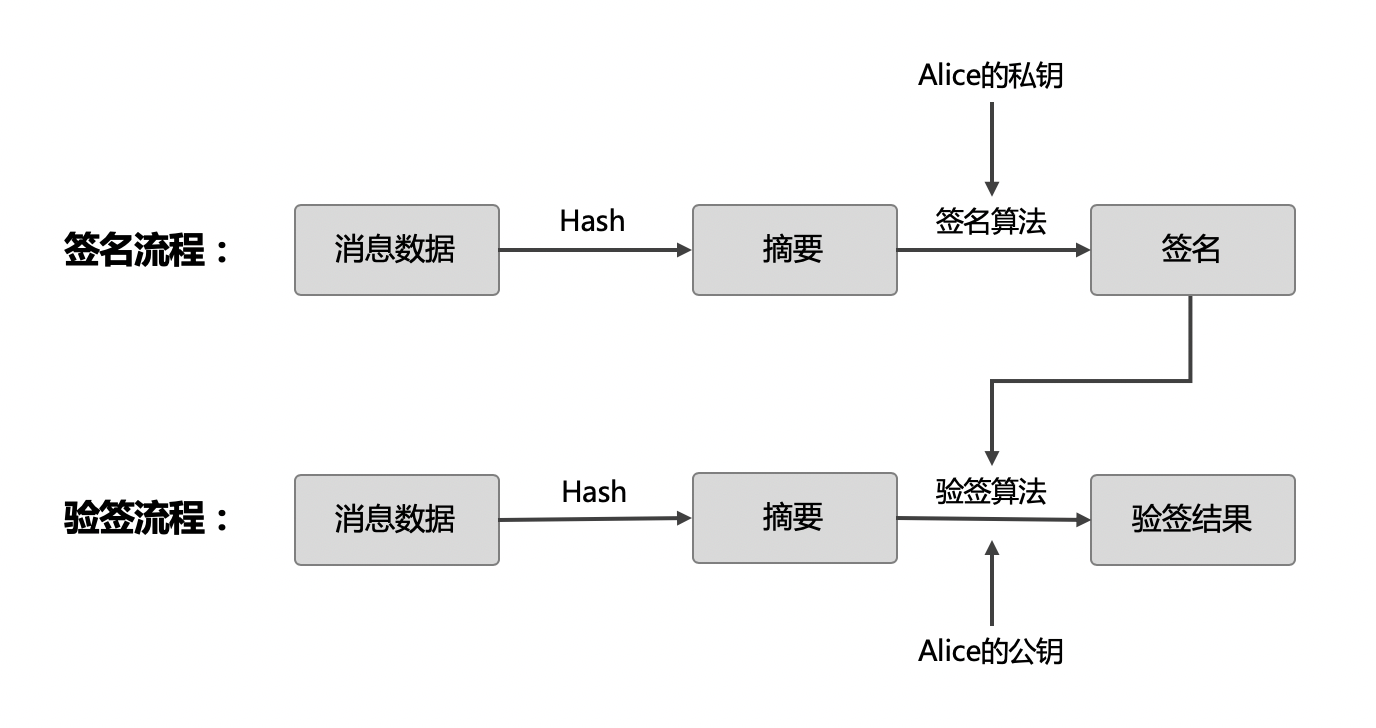 Alice的私钥
签名流程：
消息数据
Hash
摘要
签名算法
签名
验签流程：
消息数据
Hash
摘要
验签算法
验签结果
Alice的公钥